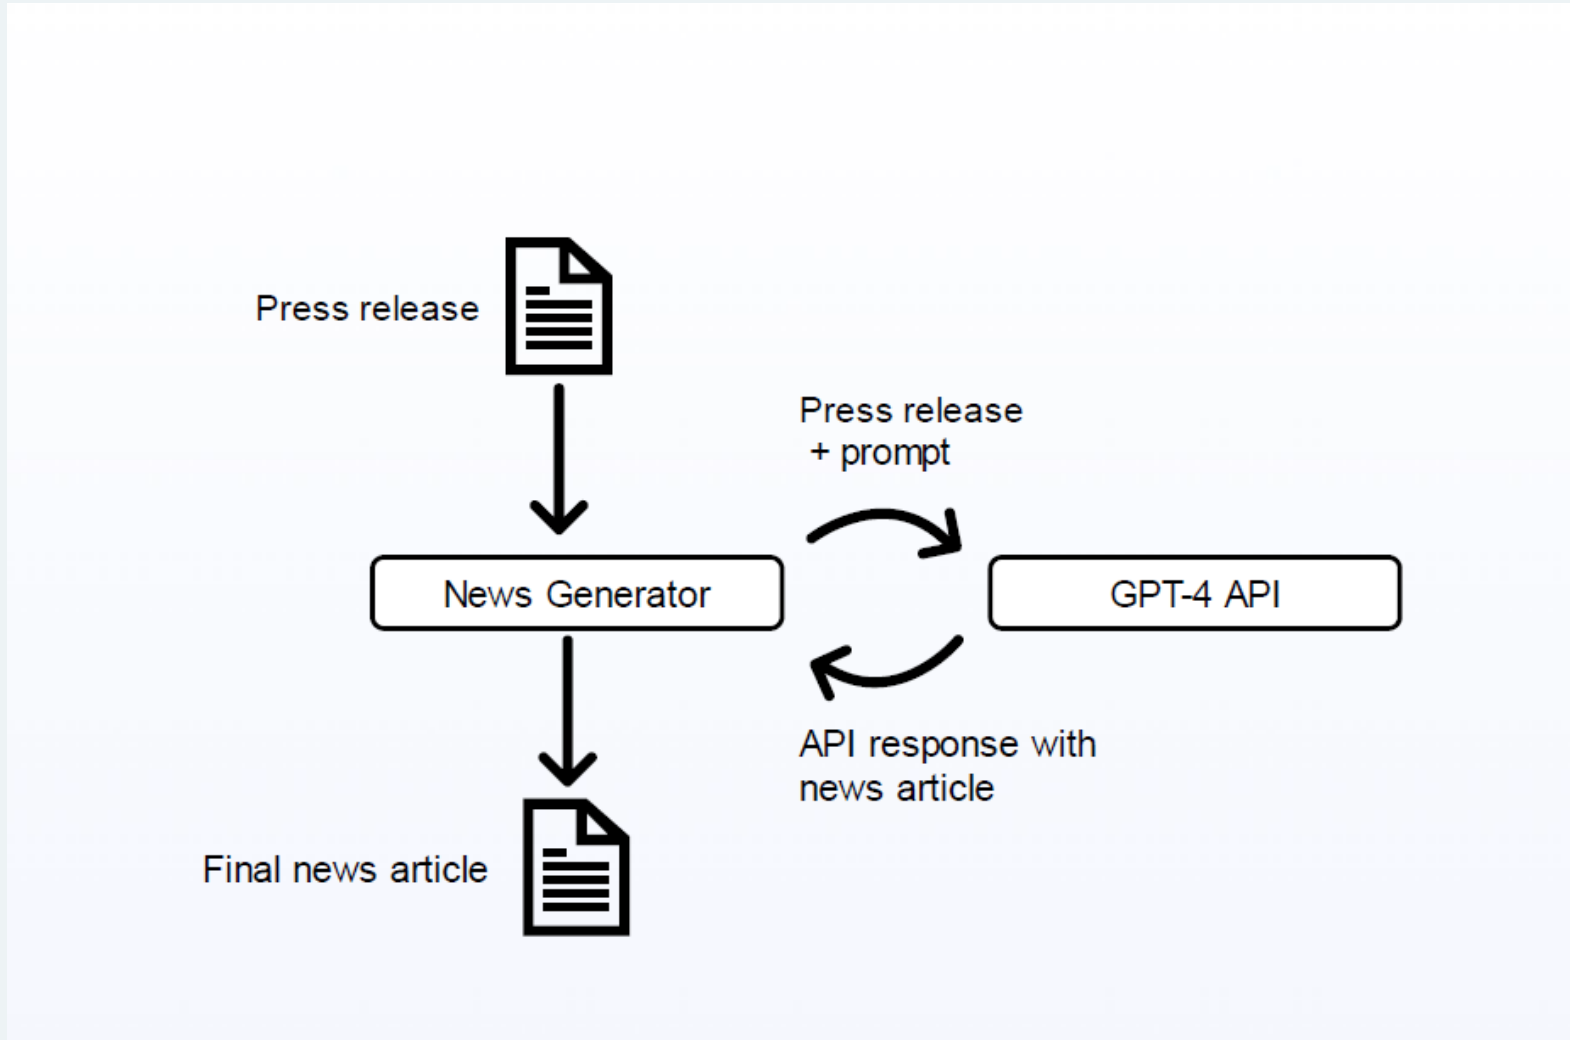 Press release
Press release
+ prompt
News Generator
GPT-4 API
API response with
news article
Final news article